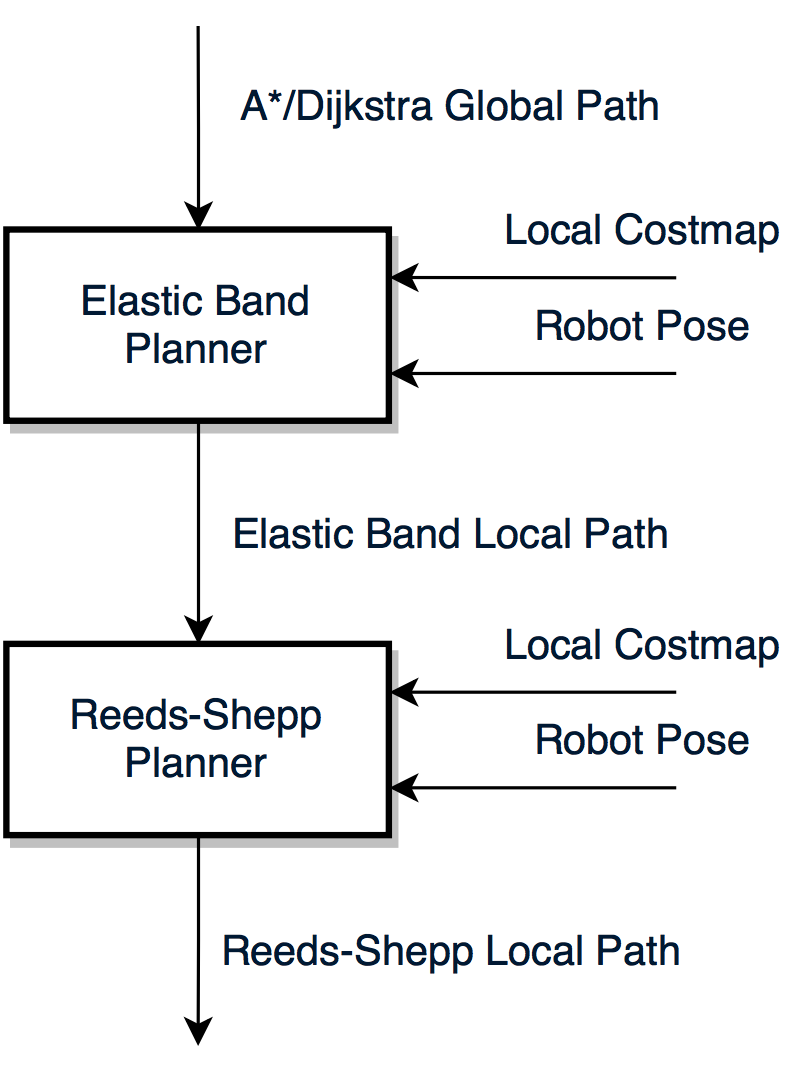 A*/Dijkstra Global Path
Local Costmap
Elastic Band
Planner
Robot Pose
Elastic Band Local Path
Local Costmap
Reeds-Shepp
Planner
Robot Pose
Reeds-Shepp Local Path